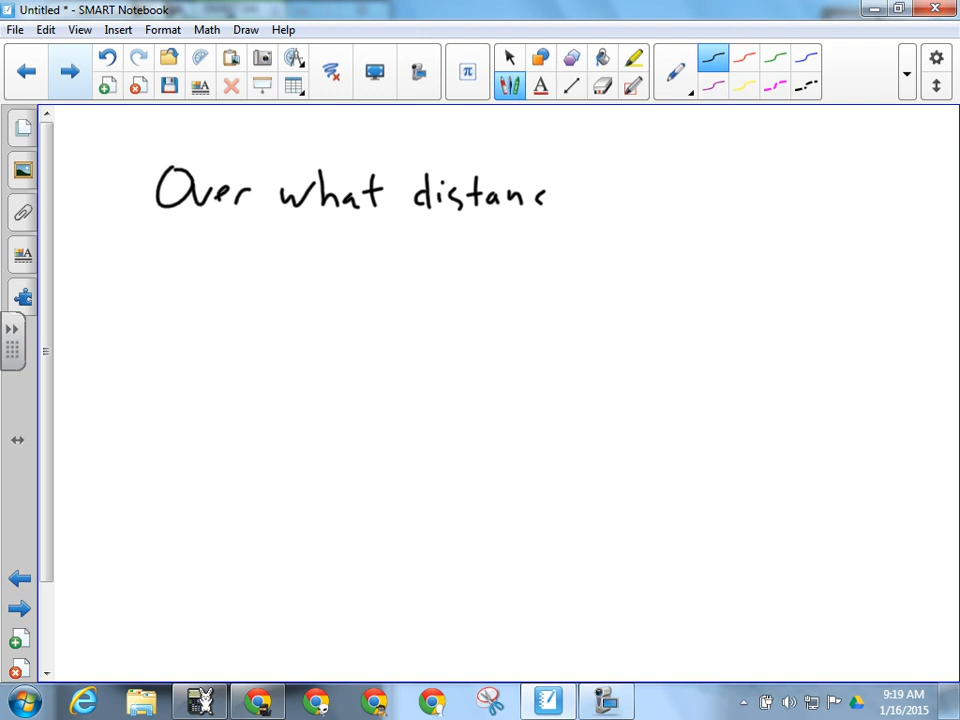 Untitled * - SMART Notebook
File Edit View Insert Format Math Draw Help
Over what distanc
9:19 AM
1/16/2015